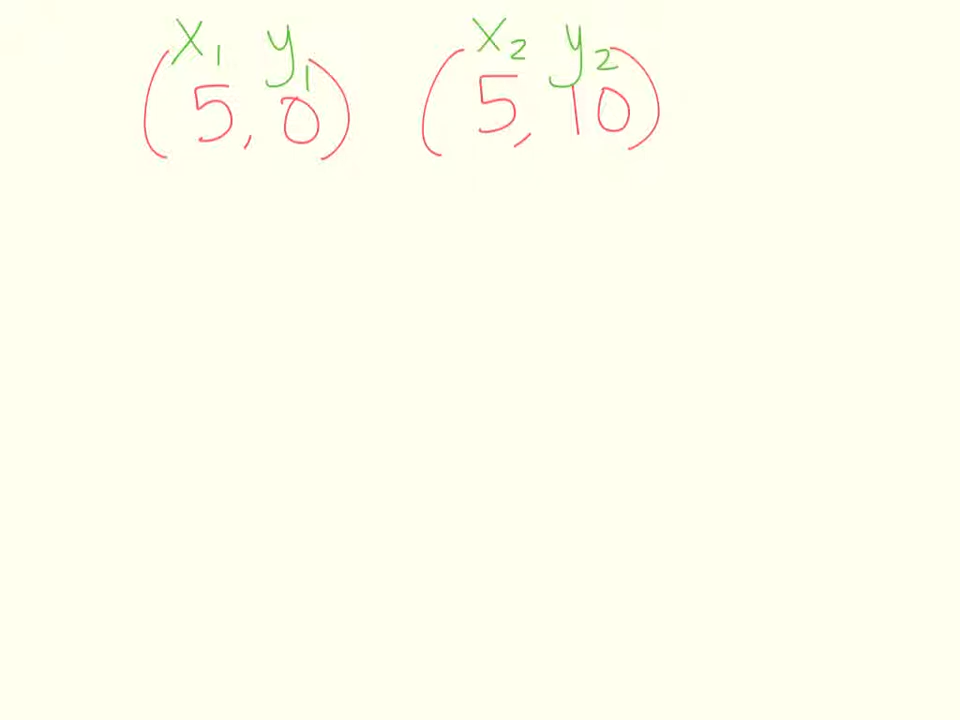 x₁ y₁ x₂ y₂
(5, 0) (5, 10)